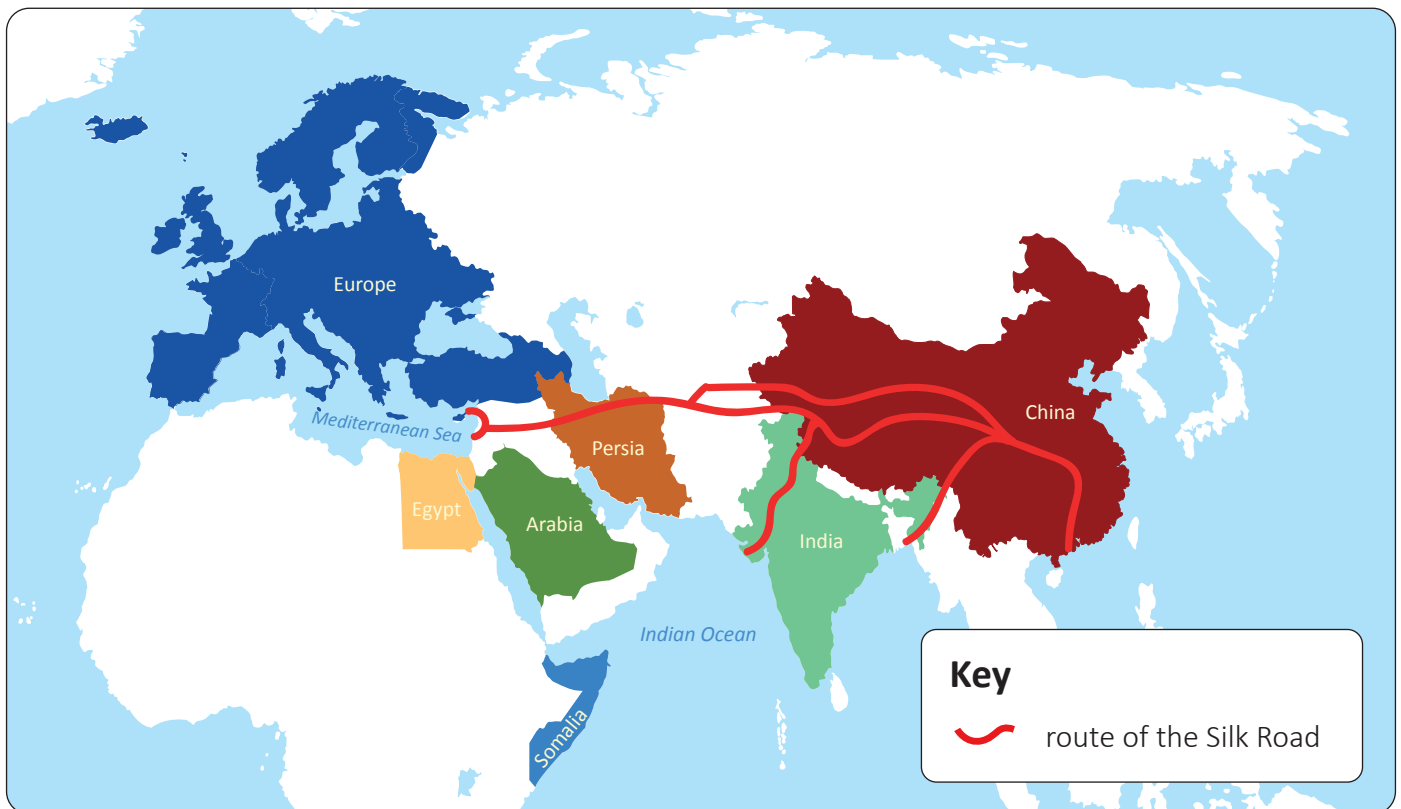 Europe
China
Mediterranean Sea
Persia
Egypt
Arabia
India
Indian Ocean
Somalia
Key
route of the Silk Road